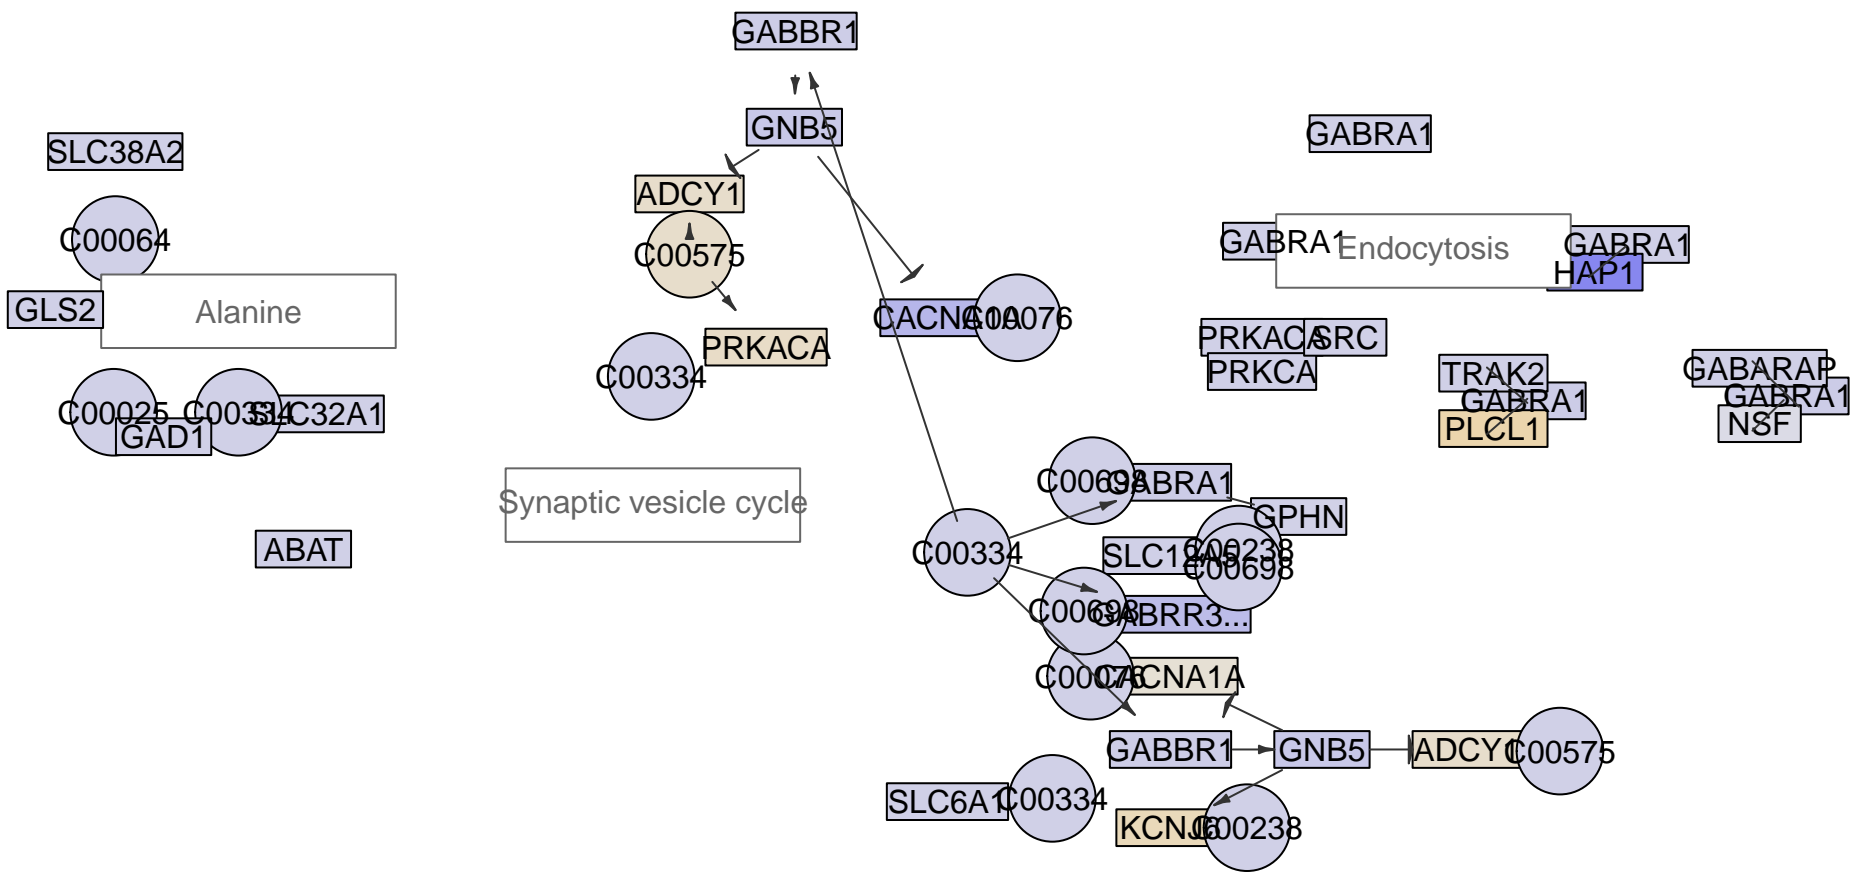 GABBR1
GNB5
GABRA1
SLC38A2
ADCY1
C00064
C00575
GABRA1
Endocytosis
GABRA1
HAP1
GLS2
Alanine
CACNA1A
C00076
PRKACA
PRKACA
SRC
C00334
PRKCA
TRAK2
GABRA1
PLCL1
GABARAP
GABRA1
NSF
C00025
C00334
SLC32A1
GAD1
Synaptic vesicle cycle
C00698
GABRA1
GPHN
ABAT
C00334
SLC12A5
C00238
C00698
C00698
GABRR3...
C00076
CACNA1A
GABBR1
GNB5
ADCY1
C00575
SLC6A1
C00334
KCNJ6
C00238